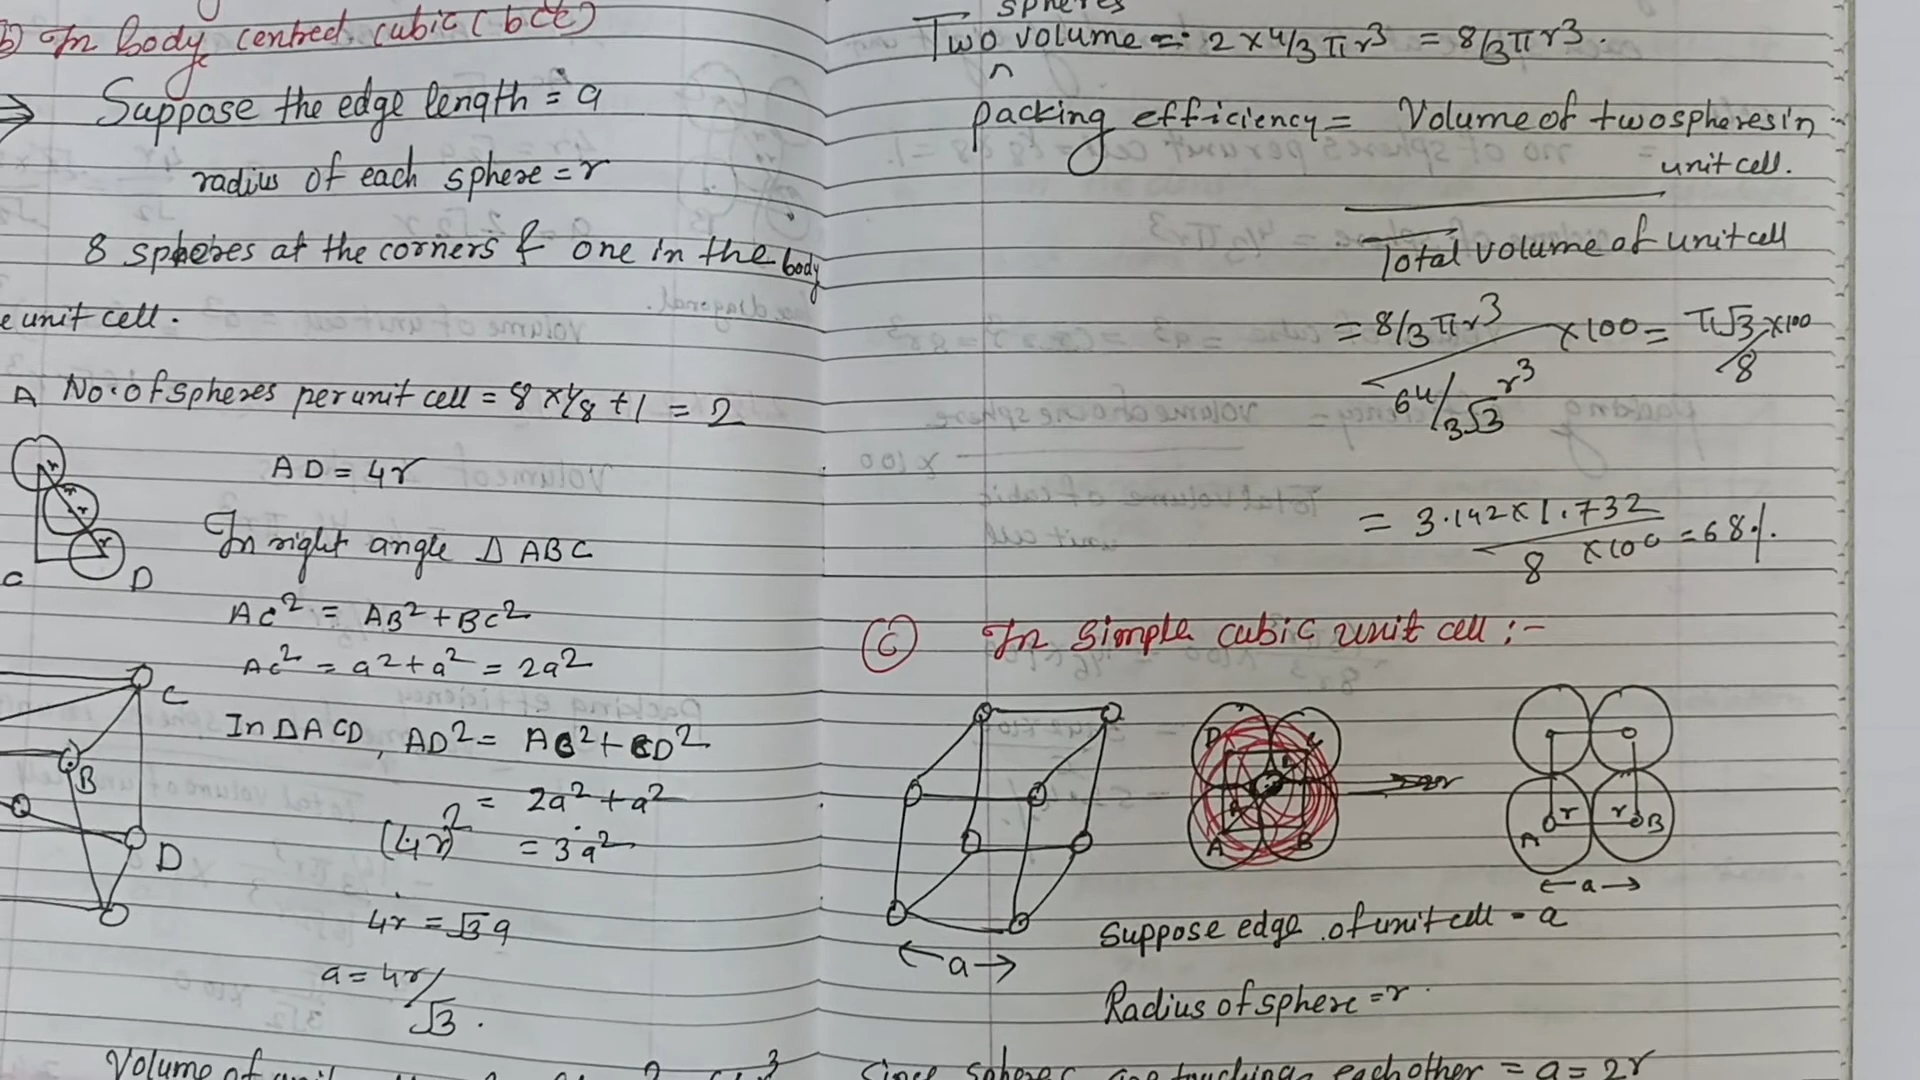 b) In body centred cubic (bcc)
Suppose the edge length = a
radius of each sphere = r
8 spheres at the corners & one in the body
e unit cell.
A No. of spheres per unit cell = 8 x 1/8 + 1 = 2
AD = 4r
r
r
r
r
In right angle Δ ABC
C D
AC² = AB² + BC²
AC² = a² + a² = 2a²
C
In Δ ACD, AD² = AC² + CD²
B
= 2a² + a²
(4r)² = 3a²
D
4r = √3 a
a = 4r/√3.
Volume of unit
spheres
Two ^ volume = 2 x 4/3 πr³ = 8/3 πr³.
packing efficiency = Volume of two spheres in
unit cell.
Total volume of unit cell
= 8/3 πr³ x 100 = π√3 x 100
64/3√3 r³ 8
= 3.142 x 1.732
8 x 100 = 68%.
(C) In Simple cubic unit cell :-
D C 2r
A B
A r r B
a
a
Suppose edge of unit cell = a
Radius of sphere = r
Since spheres are touching each other = a = 2r